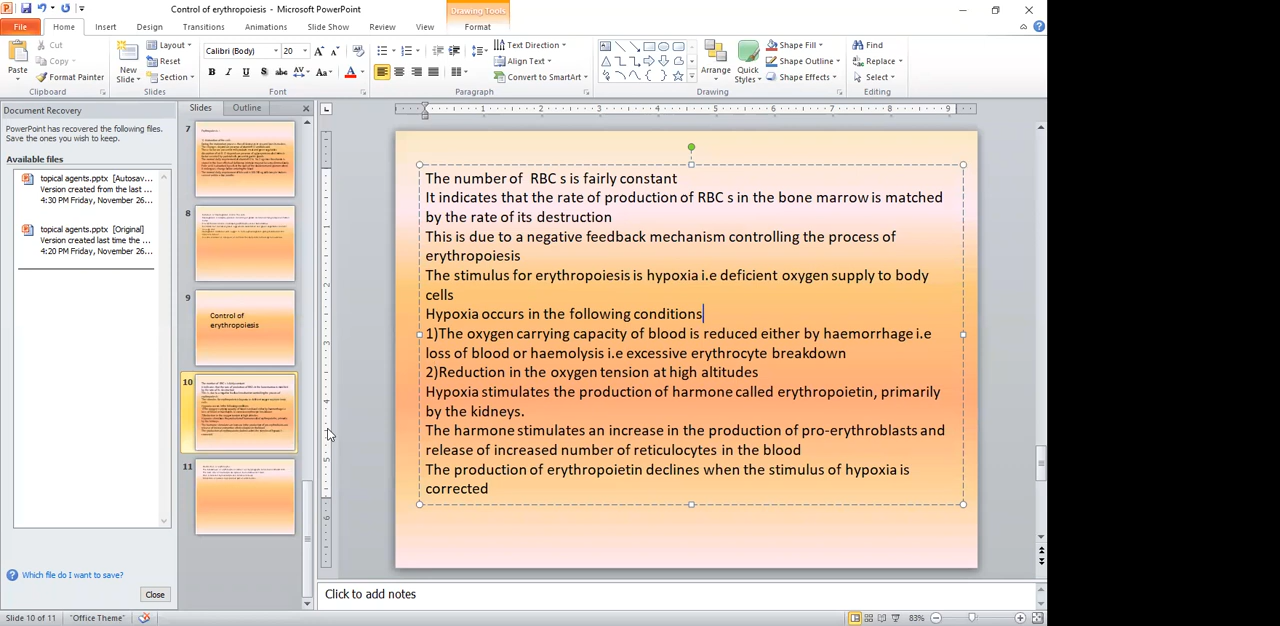 Control of erythropoiesis - Microsoft PowerPoint
Drawing Tools
File Home Insert Design Transitions Animations Slide Show Review View Format
Cut
Copy
Format Painter
Paste
Clipboard
New
Slide
Layout
Reset
Section
Slides
Calibri (Body) 20
Font
Text Direction
Align Text
Convert to SmartArt
Paragraph
Arrange
Quick
Styles
Shape Fill
Shape Outline
Shape Effects
Drawing
Find
Replace
Select
Editing
Document Recovery
PowerPoint has recovered the following files.
Save the ones you wish to keep.
Available files
topical agents.pptx [Autosav...
Version created from the last ...
4:30 PM Friday, November 26...
topical agents.pptx [Original]
Version created last time the ...
4:20 PM Friday, November 26...
Which file do I want to save?
Close
Slides Outline
7
8
9
Control of
erythropoiesis
10
11
The number of RBC s is fairly constant
It indicates that the rate of production of RBC s in the bone marrow is matched
by the rate of its destruction
This is due to a negative feedback mechanism controlling the process of
erythropoiesis
The stimulus for erythropoiesis is hypoxia i.e deficient oxygen supply to body
cells
Hypoxia occurs in the following conditions
1)The oxygen carrying capacity of blood is reduced either by haemorrhage i.e
loss of blood or haemolysis i.e excessive erythrocyte breakdown
2)Reduction in the oxygen tension at high altitudes
Hypoxia stimulates the production of harmone called erythropoietin, primarily
by the kidneys.
The harmone stimulates an increase in the production of pro-erythroblasts and
release of increased number of reticulocytes in the blood
The production of erythropoietin declines when the stimulus of hypoxia is
corrected
Click to add notes
Slide 10 of 11 "Office Theme" 83%